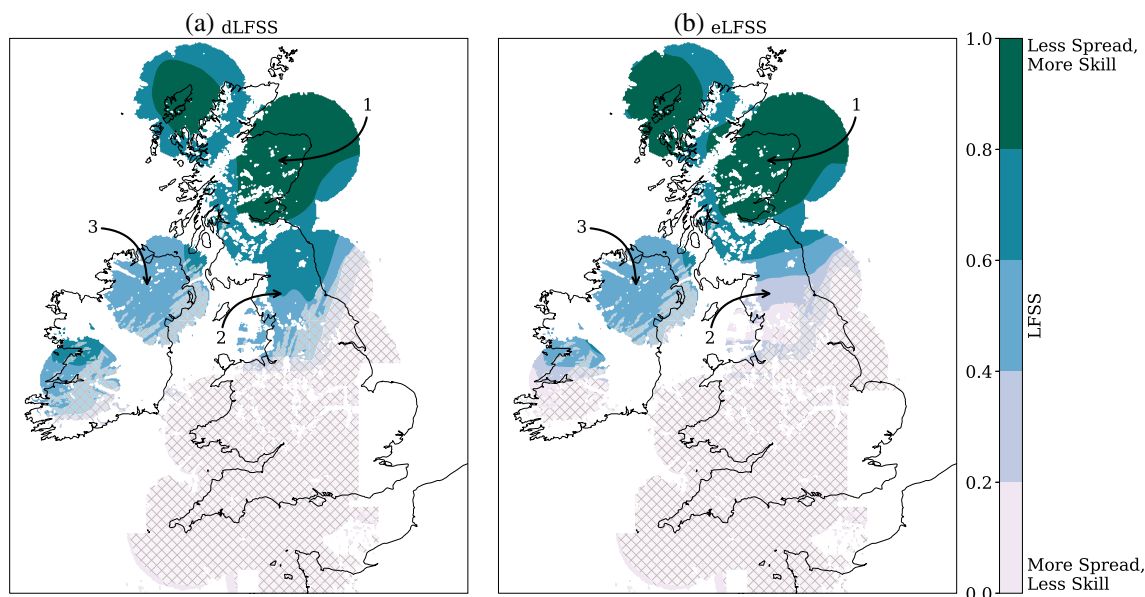 (a) dLFSS
(b) eLFSS
1
3
2
1
3
2
1.0
0.8
0.6
0.4
0.2
0.0
LFSS
Less Spread,
More Skill
More Spread,
Less Skill